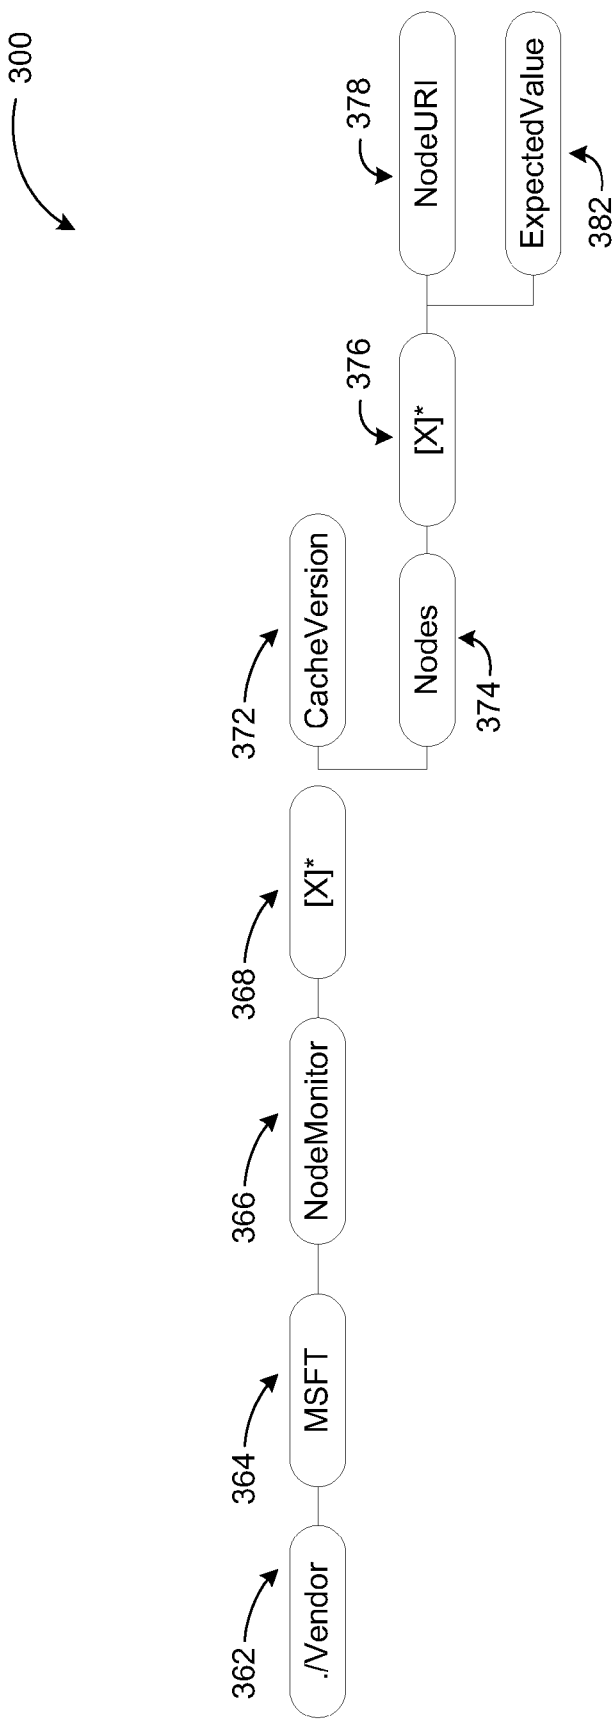 300
362
./Vendor
364
MSFT
366
NodeMonitor
368
[X]*
372
CacheVersion
374
Nodes
376
[X]*
378
NodeURI
382
ExpectedValue